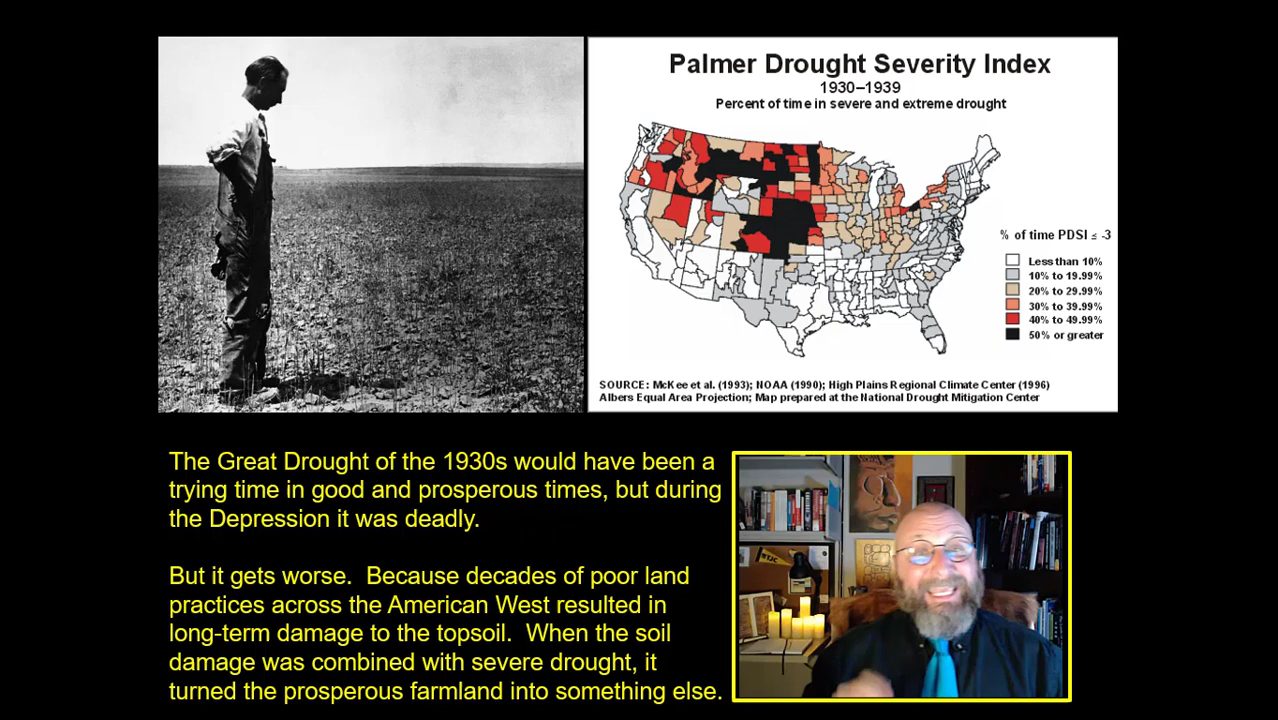 Palmer Drought Severity Index
1930–1939
Percent of time in severe and extreme drought
% of time PDSI ≤ -3
Less than 10%
10% to 19.99%
20% to 29.99%
30% to 39.99%
40% to 49.99%
50% or greater
SOURCE: McKee et al. (1993); NOAA (1990); High Plains Regional Climate Center (1996)
Albers Equal Area Projection; Map prepared at the National Drought Mitigation Center
The Great Drought of the 1930s would have been a
trying time in good and prosperous times, but during
the Depression it was deadly.
But it gets worse.  Because decades of poor land
practices across the American West resulted in
long-term damage to the topsoil.  When the soil
damage was combined with severe drought, it
turned the prosperous farmland into something else.
TJC